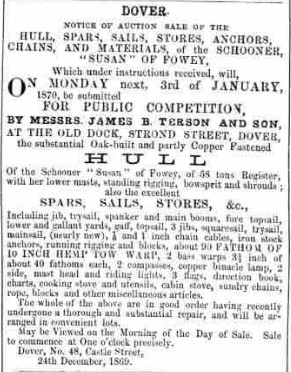 DOVER.
NOTICE OF AUCTION SALE OF THE
HULL, SPARS, SAILS, STORES, ANCHORS,
CHAINS, AND MATERIALS, of the SCHOONER,
"SUSAN" OF FOWEY,
Which under instructions received, will,
ON MONDAY next, 3rd of JANUARY,
1870, be submitted
FOR PUBLIC COMPETITION,
BY MESSRS. JAMES B. TERSON AND SON,
AT THE OLD DOCK, STROND STREET, DOVER,
the substantial Oak-built and partly Copper Fastened
HULL
Of the Schooner "Susan" of Fowey, of 58 tons Register,
with her lower masts, standing rigging, bowsprit and shrouds;
also the excellent
SPARS, SAILS, STORES, &c.,
Including jib, trysail, spanker and main booms, fore topsail,
lower and gallant yards, gaff, topsail, 3 jibs, squaresail, trysail,
mainsail, (nearly new), & inch chain cables, iron stock
anchors, running rigging and blocks, about 90 FATHOM OF
10 INCH HEMP TOW WARP, 2 bass warps 3½ inch of
about 40 fathoms each, 2 compasses, copper binacle lamp, 2
side, mast head and riding lights, 3 flags, direction book,
charts, cooking stove and utensils, cabin stove, sundry chains,
rope, blocks and other miscellaneous articles.
The whole of the above are in good order having recently
undergone a thorough and substantial repair, and will be ar-
ranged in convenient lots.
May be Viewed on the Morning of the Day of Sale. Sale
to commence at One o'clock precisely.
Dover, No. 48, Castle Street,
24th December, 1869.